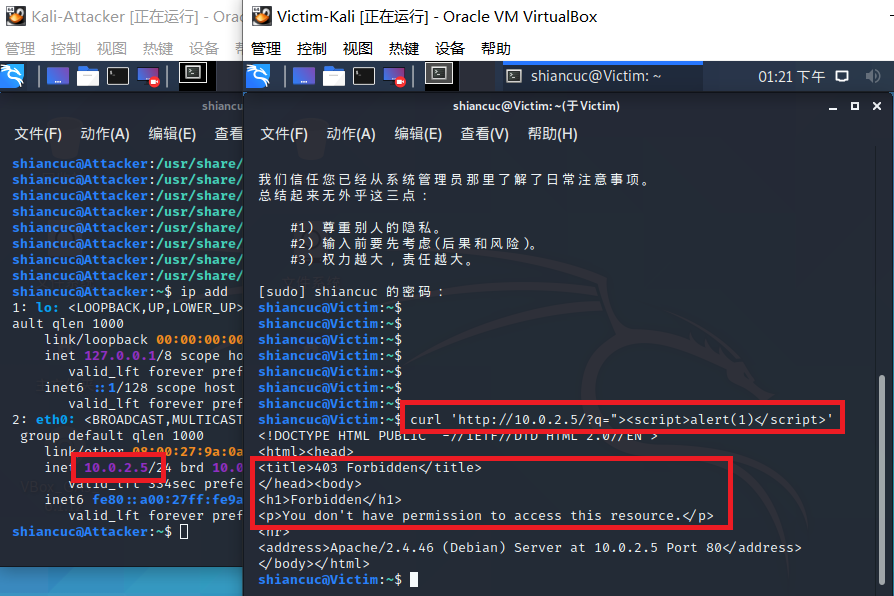 Kali-Attacker [正在运行] - Orac
管理 控制 视图 热键 设备
shiancu
文件(F) 动作(A) 编辑(E) 查看
shiancuc@Attacker:/usr/share/
shiancuc@Attacker:/usr/share/
shiancuc@Attacker:/usr/share/
shiancuc@Attacker:/usr/share/
shiancuc@Attacker:/usr/share/
shiancuc@Attacker:/usr/share/
shiancuc@Attacker:/usr/share/
shiancuc@Attacker:/usr/share/
shiancuc@Attacker:~$ ip add
1: lo: <LOOPBACK,UP,LOWER_UP>
ault qlen 1000
link/loopback 00:00:00:00
inet 127.0.0.1/8 scope ho
valid_lft forever pref
inet6 ::1/128 scope host
valid_lft forever pref
2: eth0: <BROADCAST,MULTICAST
group default qlen 1000
link/ether 08:00:27:9a:0a
inet 10.0.2.5/24 brd 10.0
valid_lft 534sec prefe
inet6 fe80::a00:27ff:fe9a
valid_lft forever pref
shiancuc@Attacker:~$
Victim-Kali [正在运行] - Oracle VM VirtualBox
管理 控制 视图 热键 设备 帮助
shiancuc@Victim: ~ 01:21 下午
shiancuc@Victim: ~(于Victim)
文件(F) 动作(A) 编辑(E) 查看(V) 帮助(H)
我们信任您已经从系统管理员那里了解了日常注意事项。
总结起来无外乎这三点：
#1) 尊重别人的隐私。
#2) 输入前要先考虑(后果和风险)。
#3) 权力越大，责任越大。
[sudo] shiancuc 的密码：
shiancuc@Victim:~$
shiancuc@Victim:~$
shiancuc@Victim:~$
shiancuc@Victim:~$
shiancuc@Victim:~$
shiancuc@Victim:~$
shiancuc@Victim:~$
shiancuc@Victim:~$ curl 'http://10.0.2.5/?q="><script>alert(1)</script>'
<!DOCTYPE HTML PUBLIC "-//IETF//DTD HTML 2.0//EN">
<html><head>
<title>403 Forbidden</title>
</head><body>
<h1>Forbidden</h1>
<p>You don't have permission to access this resource.</p>
<hr>
<address>Apache/2.4.46 (Debian) Server at 10.0.2.5 Port 80</address>
</body></html>
shiancuc@Victim:~$